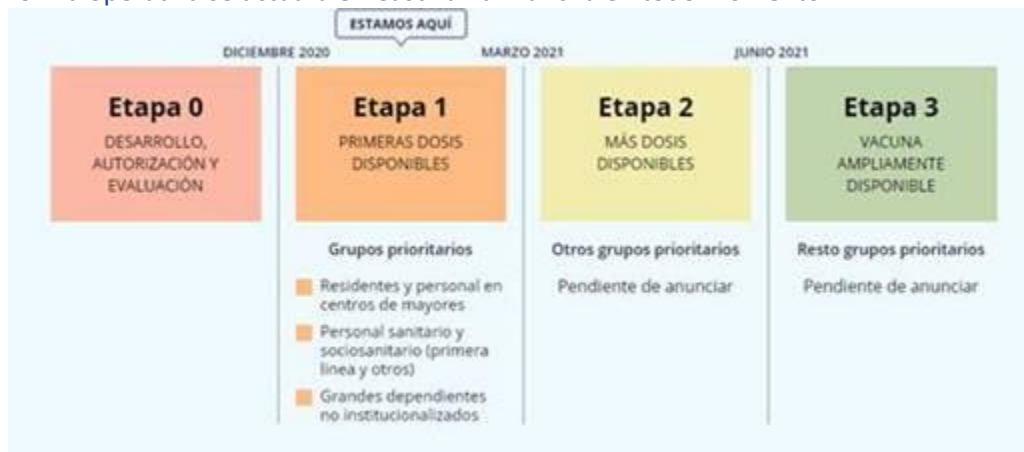 ESTAMOS AQUÍ
DICIEMBRE 2020
MARZO 2021
JUNIO 2021
Etapa 0
DESARROLLO,
AUTORIZACIÓN Y
EVALUACIÓN
Etapa 1
PRIMERAS DOSIS
DISPONIBLES
Etapa 2
MÁS DOSIS
DISPONIBLES
Etapa 3
VACUNA
AMPLIAMENTE
DISPONIBLE
Grupos prioritarios
Residentes y personal en
centros de mayores
Personal sanitario y
sociosanitario (primera
línea y otros)
Grandes dependientes
no institucionalizados
Otros grupos prioritarios
Pendiente de anunciar
Resto grupos prioritarios
Pendiente de anunciar